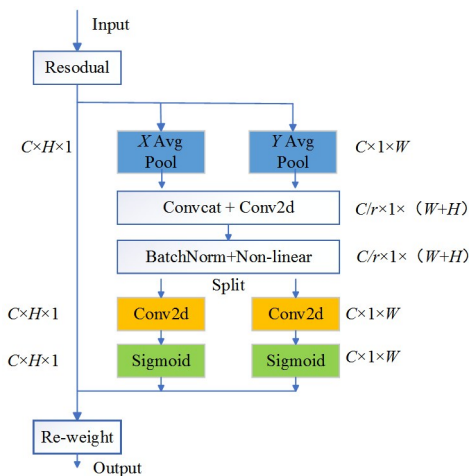 Input
Resodual
C×H×1
X Avg
Pool
Y Avg
Pool
C×1×W
Convcat + Conv2d
C/r×1×（W+H）
BatchNorm+Non-linear
C/r×1×（W+H）
Split
C×H×1
Conv2d
Conv2d
C×1×W
C×H×1
Sigmoid
Sigmoid
C×1×W
Re-weight
Output